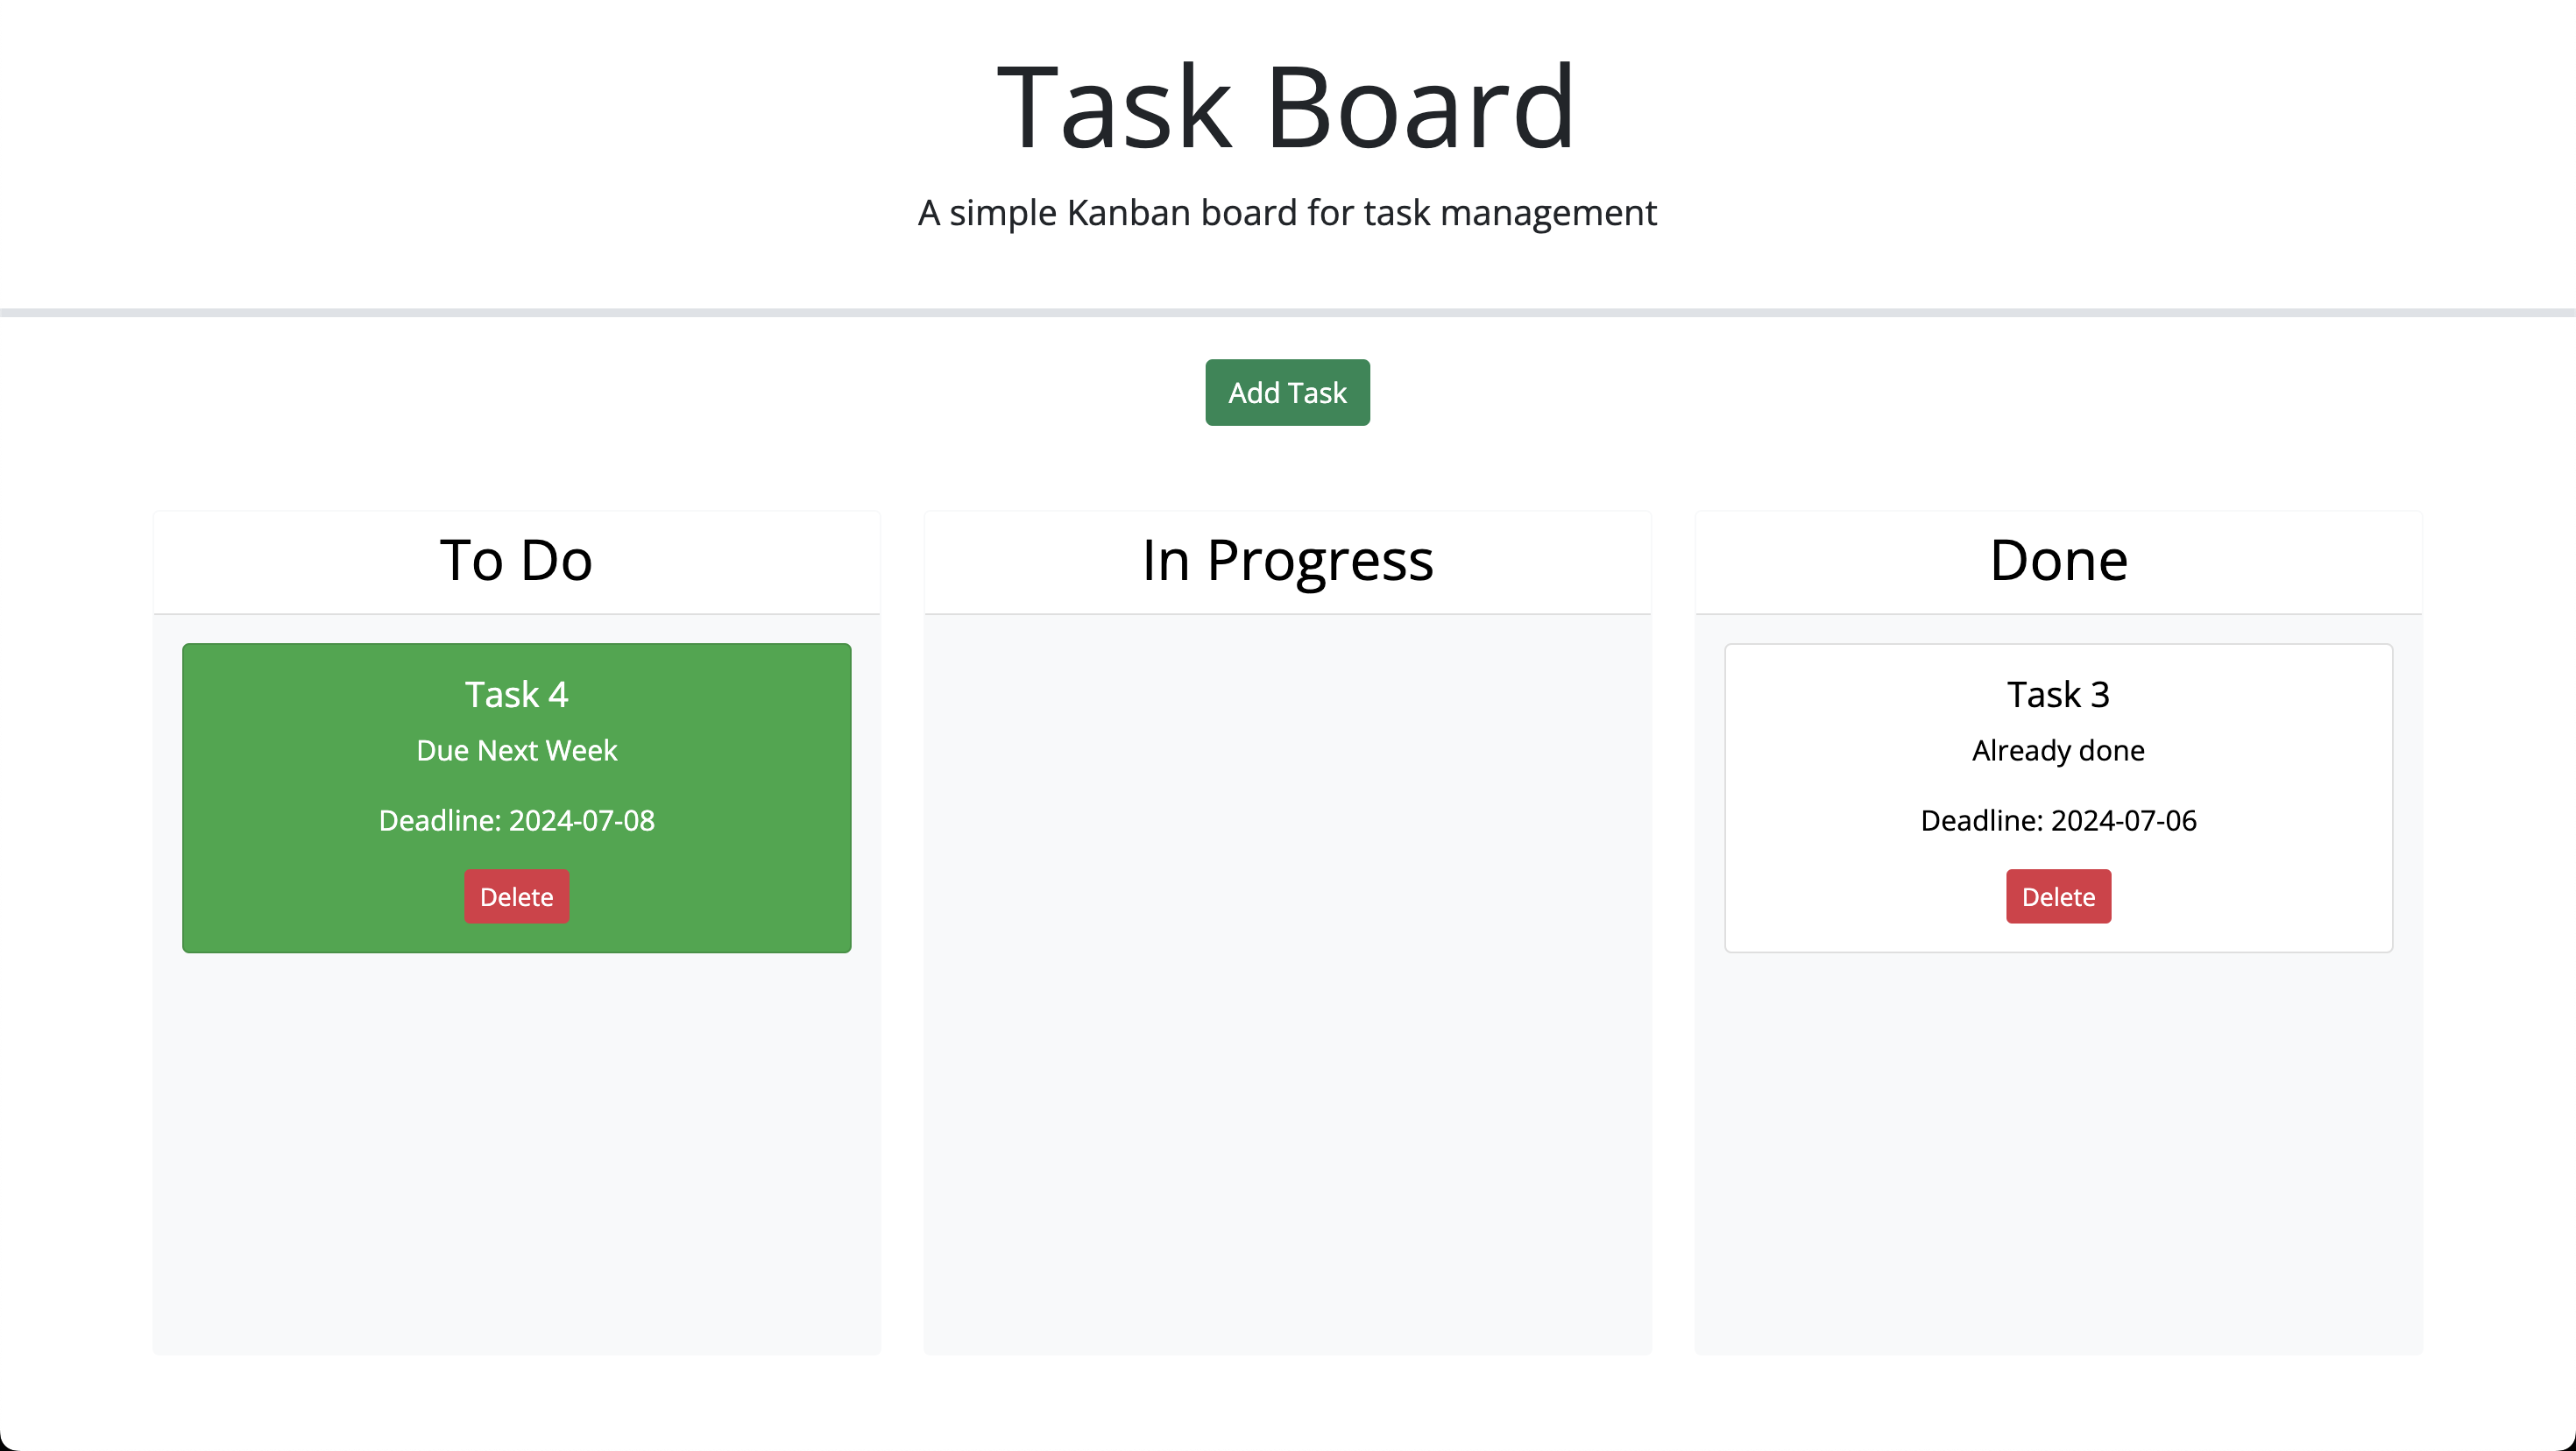 Task Board
A simple Kanban board for task management
Add Task
To Do
Task 4
Due Next Week
Deadline: 2024-07-08
Delete
In Progress
Done
Task 3
Already done
Deadline: 2024-07-06
Delete